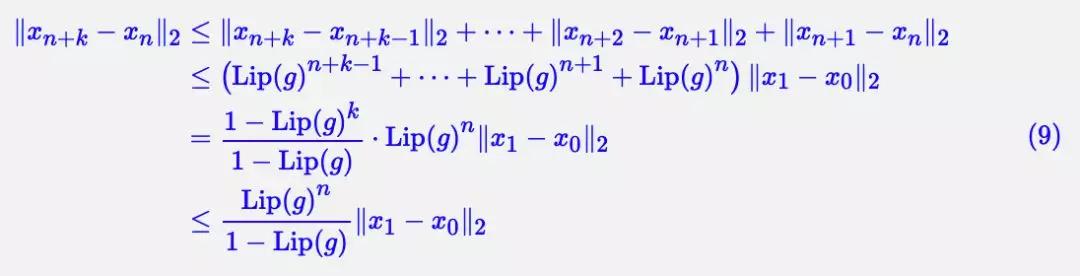 ‖x_{n+k} − x_n‖_2 ≤ ‖x_{n+k} − x_{n+k−1}‖_2 + ⋯ + ‖x_{n+2} − x_{n+1}‖_2 + ‖x_{n+1} − x_n‖_2
≤ (Lip(g)^{n+k−1} + ⋯ + Lip(g)^{n+1} + Lip(g)^n) ‖x_1 − x_0‖_2
= \frac{1 − Lip(g)^k}{1 − Lip(g)} · Lip(g)^n ‖x_1 − x_0‖_2 (9)
≤ \frac{Lip(g)^n}{1 − Lip(g)} ‖x_1 − x_0‖_2